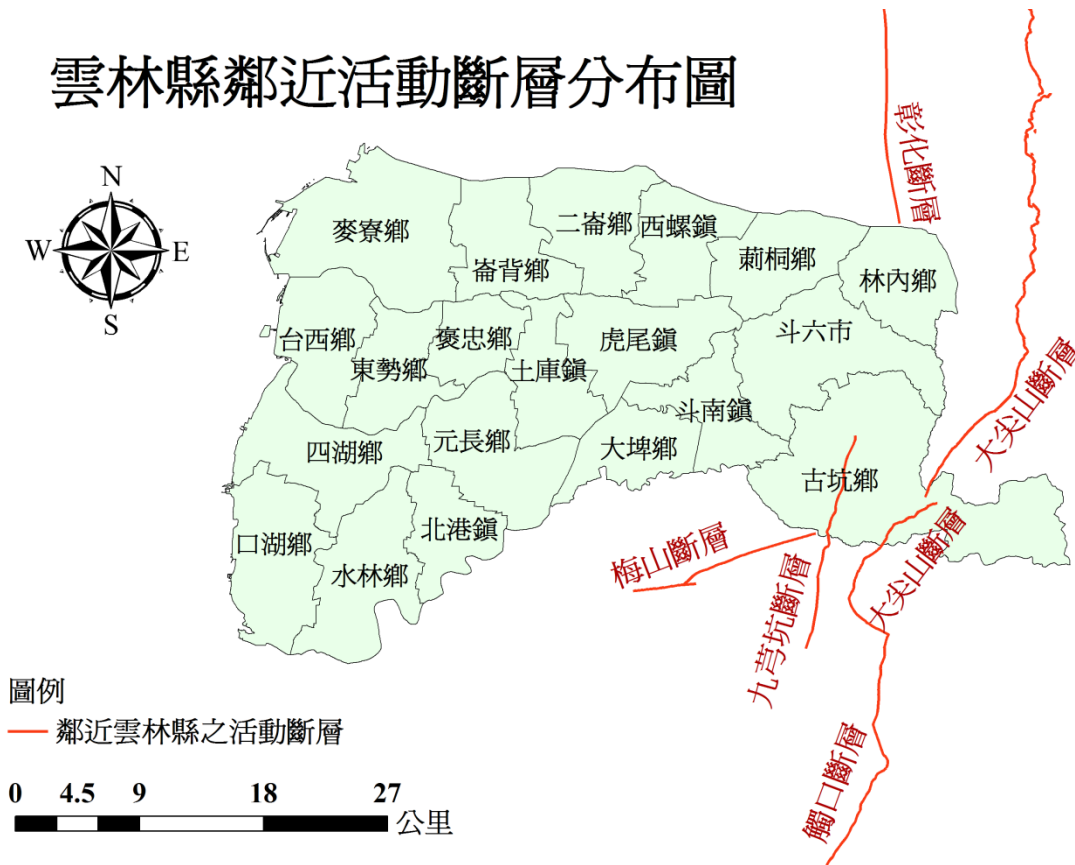 雲林縣鄰近活動斷層分布圖
彰化斷層
N
W
E
S
麥寮鄉
崙背鄉
二崙鄉
西螺鎮
莿桐鄉
林內鄉
台西鄉
東勢鄉
褒忠鄉
土庫鎮
虎尾鎮
斗六市
斗南鎮
大尖山斷層
四湖鄉
元長鄉
大埤鄉
古坑鄉
口湖鄉
水林鄉
北港鎮
梅山斷層
九芎坑斷層
大尖山斷層
觸口斷層
圖例
鄰近雲林縣之活動斷層
0 4.5 9 18 27
公里